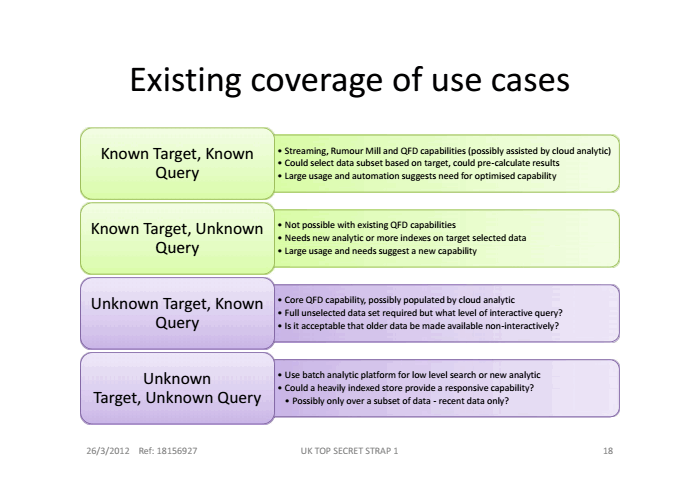 Existing coverage of use cases
Known Target, Known
Query
• Streaming, Rumour Mill and QFD capabilities (possibly assisted by cloud analytic)
• Could select data subset based on target, could pre-calculate results
• Large usage and automation suggests need for optimised capability
Known Target, Unknown
Query
• Not possible with existing QFD capabilities
• Needs new analytic or more indexes on target selected data
• Large usage and needs suggest a new capability
Unknown Target, Known
Query
• Core QFD capability, possibly populated by cloud analytic
• Full unselected data set required but what level of interactive query?
• Is it acceptable that older data be made available non-interactively?
Unknown
Target, Unknown Query
• Use batch analytic platform for low level search or new analytic
• Could a heavily indexed store provide a responsive capability?
• Possibly only over a subset of data - recent data only?
26/3/2012 Ref: 18156927
UK TOP SECRET STRAP 1
18